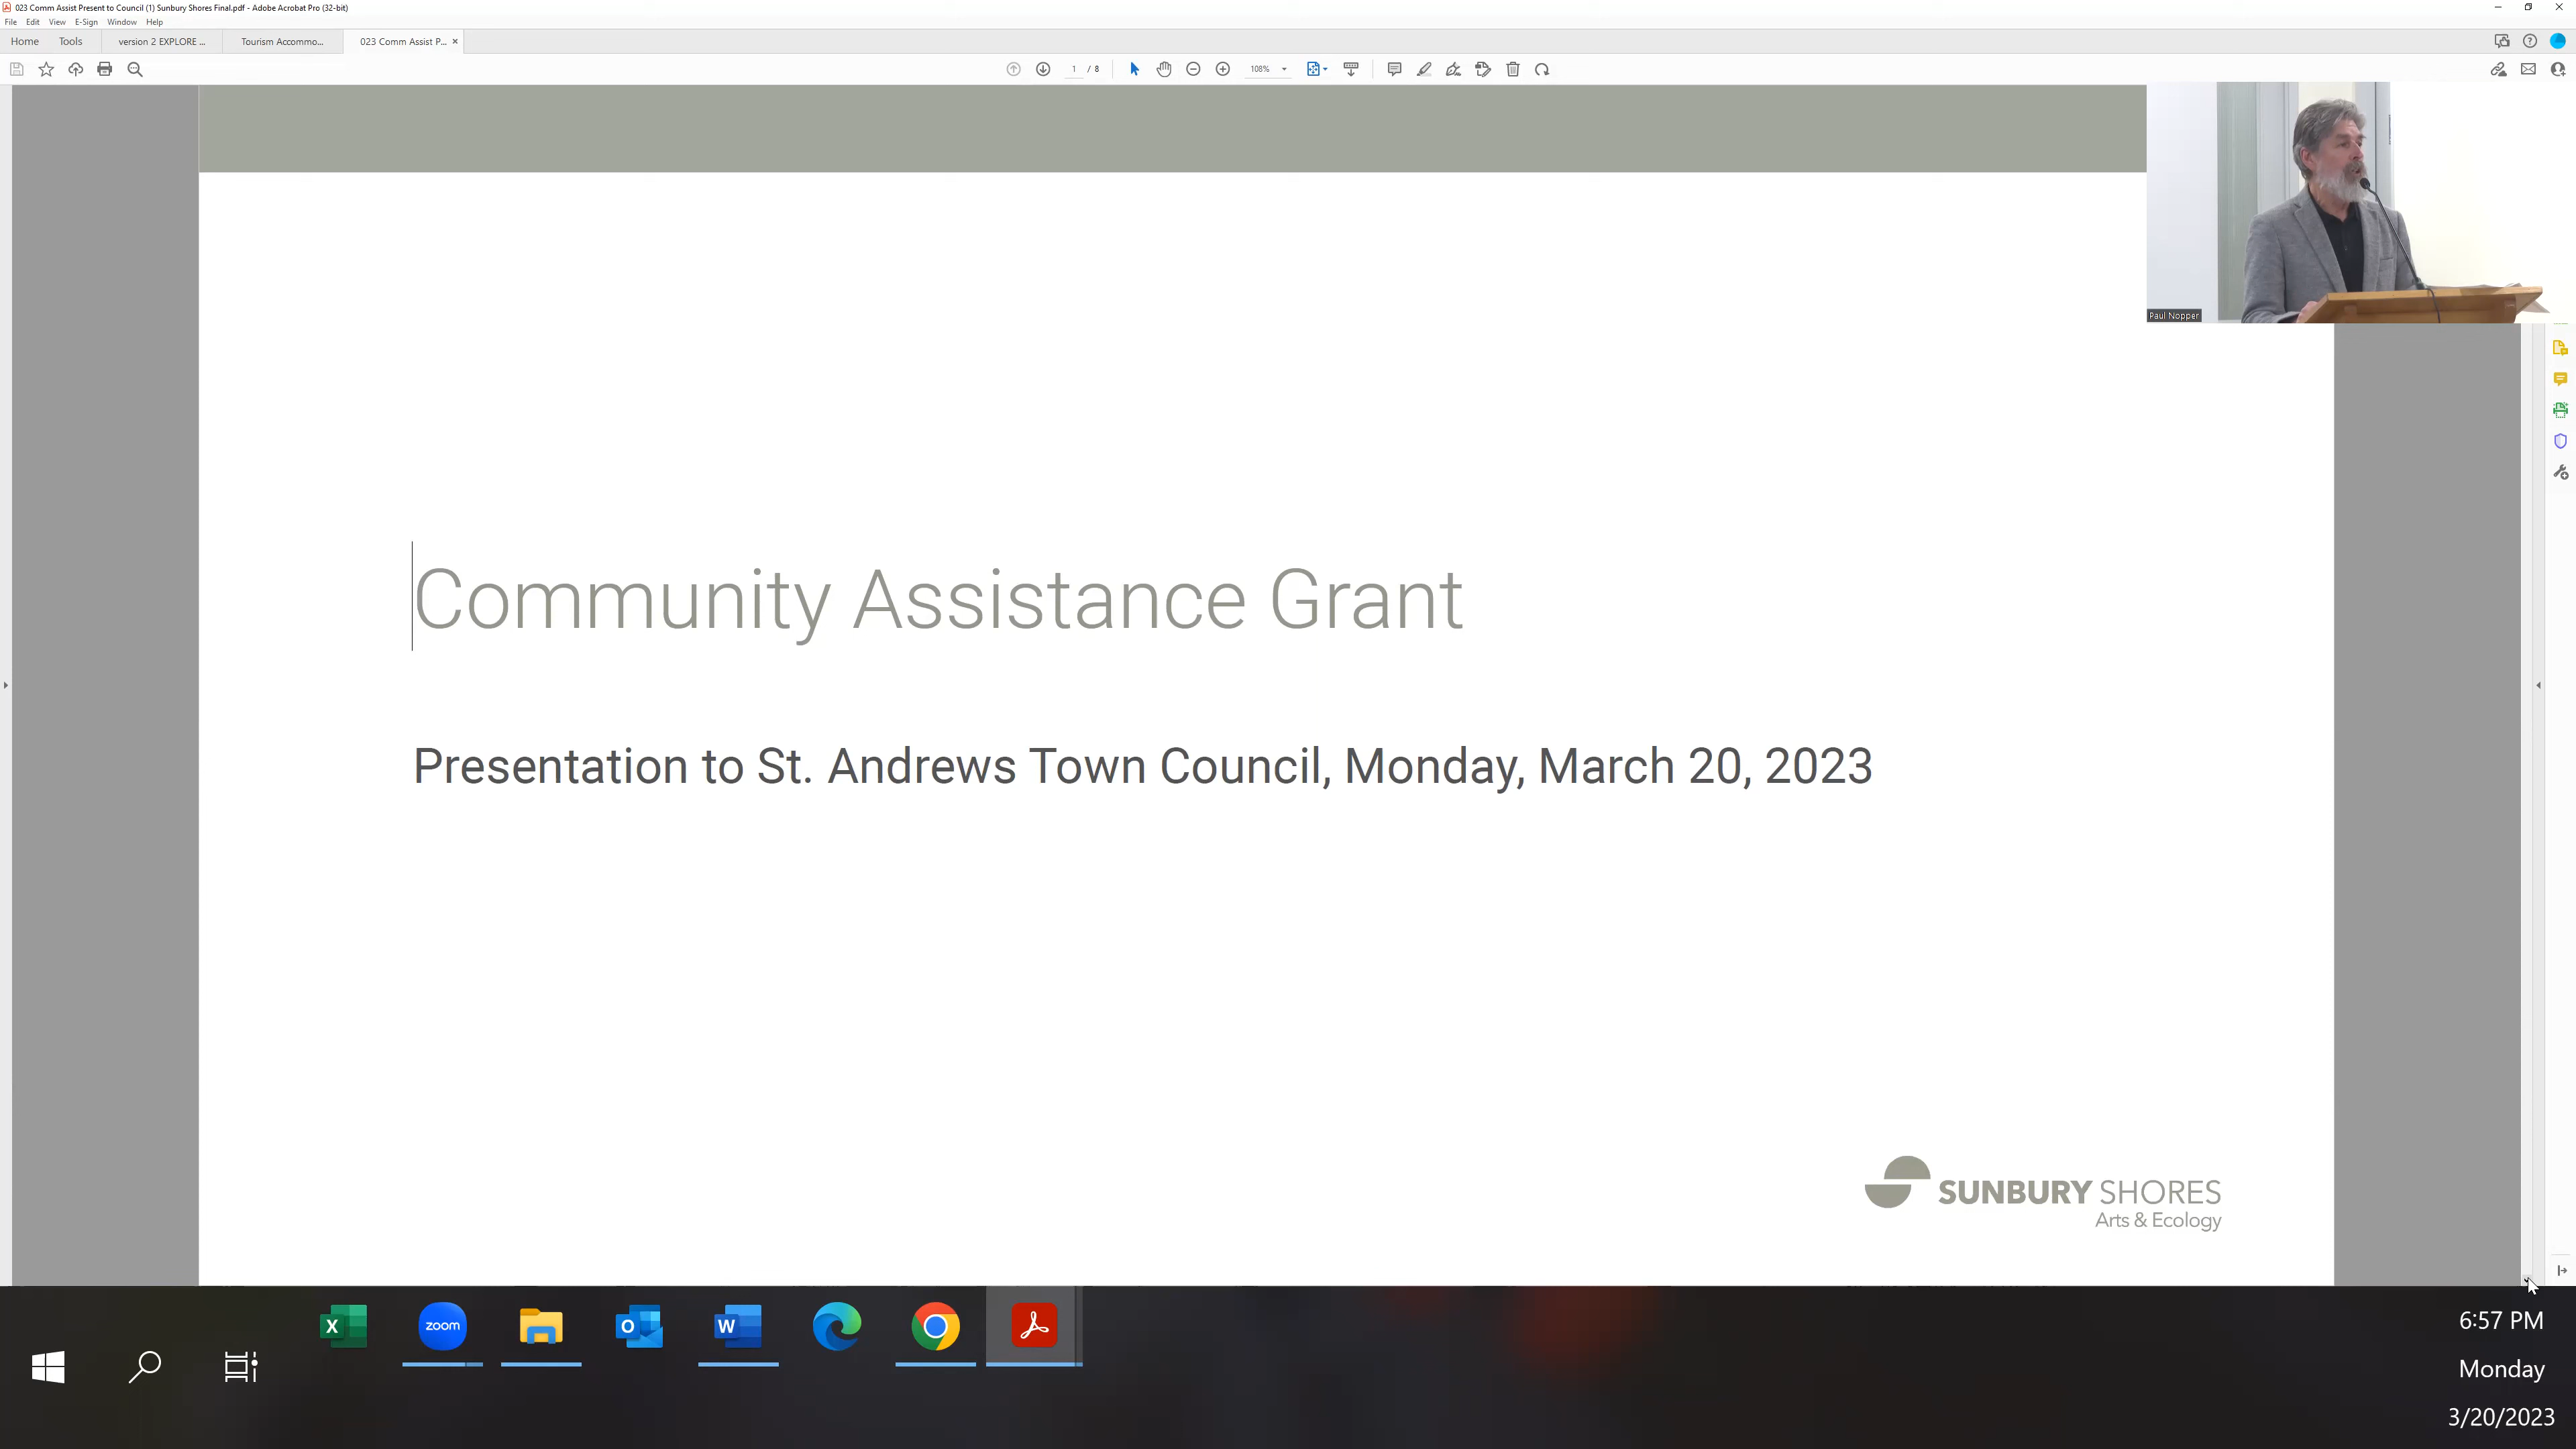 023 Comm Assist Present to Council (1) Sunbury Shores Final.pdf - Adobe Acrobat Pro (32-bit)
File Edit View E-Sign Window Help
Home Tools version 2 EXPLORE ... Tourism Accommo... 023 Comm Assist P... ×
1 / 8 108%
Paul Nopper
Community Assistance Grant
Presentation to St. Andrews Town Council, Monday, March 20, 2023
SUNBURY SHORES
Arts & Ecology
X zoom O W
6:57 PM
Monday
3/20/2023